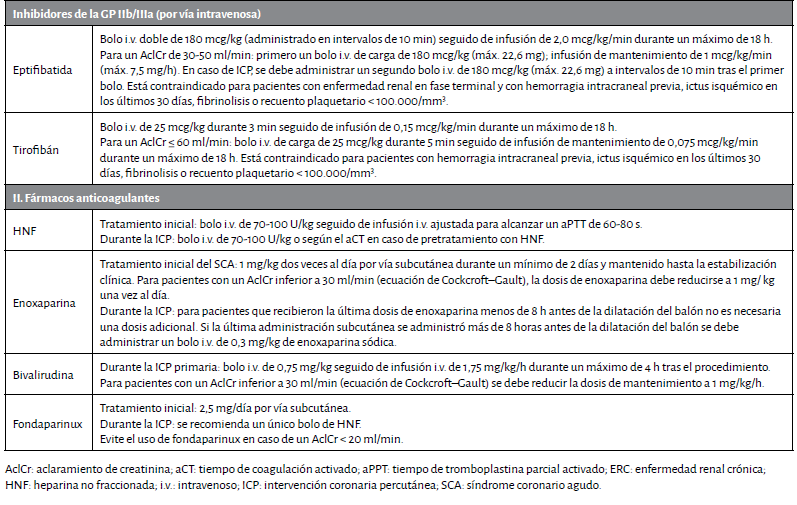 Inhibidores de la GP IIb/IIIa (por vía intravenosa)
Eptifibatida
Bolo i.v. doble de 180 mcg/kg (administrado en intervalos de 10 min) seguido de infusión de 2,0 mcg/kg/min durante un máximo de 18 h.
Para un AclCr de 30-50 ml/min: primero un bolo i.v. de carga de 180 mcg/kg (máx. 22,6 mg); infusión de mantenimiento de 1 mcg/kg/min
(máx. 7,5 mg/h). En caso de ICP, se debe administrar un segundo bolo i.v. de 180 mcg/kg (máx. 22,6 mg) a intervalos de 10 min tras el primer
bolo. Está contraindicado para pacientes con enfermedad renal en fase terminal y con hemorragia intracraneal previa, ictus isquémico en
los últimos 30 días, fibrinolisis o recuento plaquetario < 100.000/mm³.
Tirofibán
Bolo i.v. de 25 mcg/kg durante 3 min seguido de infusión de 0,15 mcg/kg/min durante un máximo de 18 h.
Para un AclCr ≤ 60 ml/min: bolo i.v. de carga de 25 mcg/kg durante 5 min seguido de infusión de mantenimiento de 0,075 mcg/kg/min
durante un máximo de 18 h. Está contraindicado para pacientes con hemorragia intracraneal previa, ictus isquémico en los últimos 30
días, fibrinolisis o recuento plaquetario < 100.000/mm³.
II. Fármacos anticoagulantes
HNF
Tratamiento inicial: bolo i.v. de 70-100 U/kg seguido de infusión i.v. ajustada para alcanzar un aPTT de 60-80 s.
Durante la ICP: bolo i.v. de 70-100 U/kg o según el aCT en caso de pretratamiento con HNF.
Enoxaparina
Tratamiento inicial del SCA: 1 mg/kg dos veces al día por vía subcutánea durante un mínimo de 2 días y mantenido hasta la estabilización
clínica. Para pacientes con un AclCr inferior a 30 ml/min (ecuación de Cockcroft–Gault), la dosis de enoxaparina debe reducirse a 1 mg/ kg
una vez al día.
Durante la ICP: para pacientes que recibieron la última dosis de enoxaparina menos de 8 h antes de la dilatación del balón no es necesaria
una dosis adicional. Si la última administración subcutánea se administró más de 8 horas antes de la dilatación del balón se debe
administrar un bolo i.v. de 0,3 mg/kg de enoxaparina sódica.
Bivalirudina
Durante la ICP primaria: bolo i.v. de 0,75 mg/kg seguido de infusión i.v. de 1,75 mg/kg/h durante un máximo de 4 h tras el procedimiento.
Para pacientes con un AclCr inferior a 30 ml/min (ecuación de Cockcroft–Gault) se debe reducir la dosis de mantenimiento a 1 mg/kg/h.
Fondaparinux
Tratamiento inicial: 2,5 mg/día por vía subcutánea.
Durante la ICP: se recomienda un único bolo de HNF.
Evite el uso de fondaparinux en caso de un AclCr < 20 ml/min.
AclCr: aclaramiento de creatinina; aCT: tiempo de coagulación activado; aPPT: tiempo de tromboplastina parcial activado; ERC: enfermedad renal crónica;
HNF: heparina no fraccionada; i.v.: intravenoso; ICP: intervención coronaria percutánea; SCA: síndrome coronario agudo.